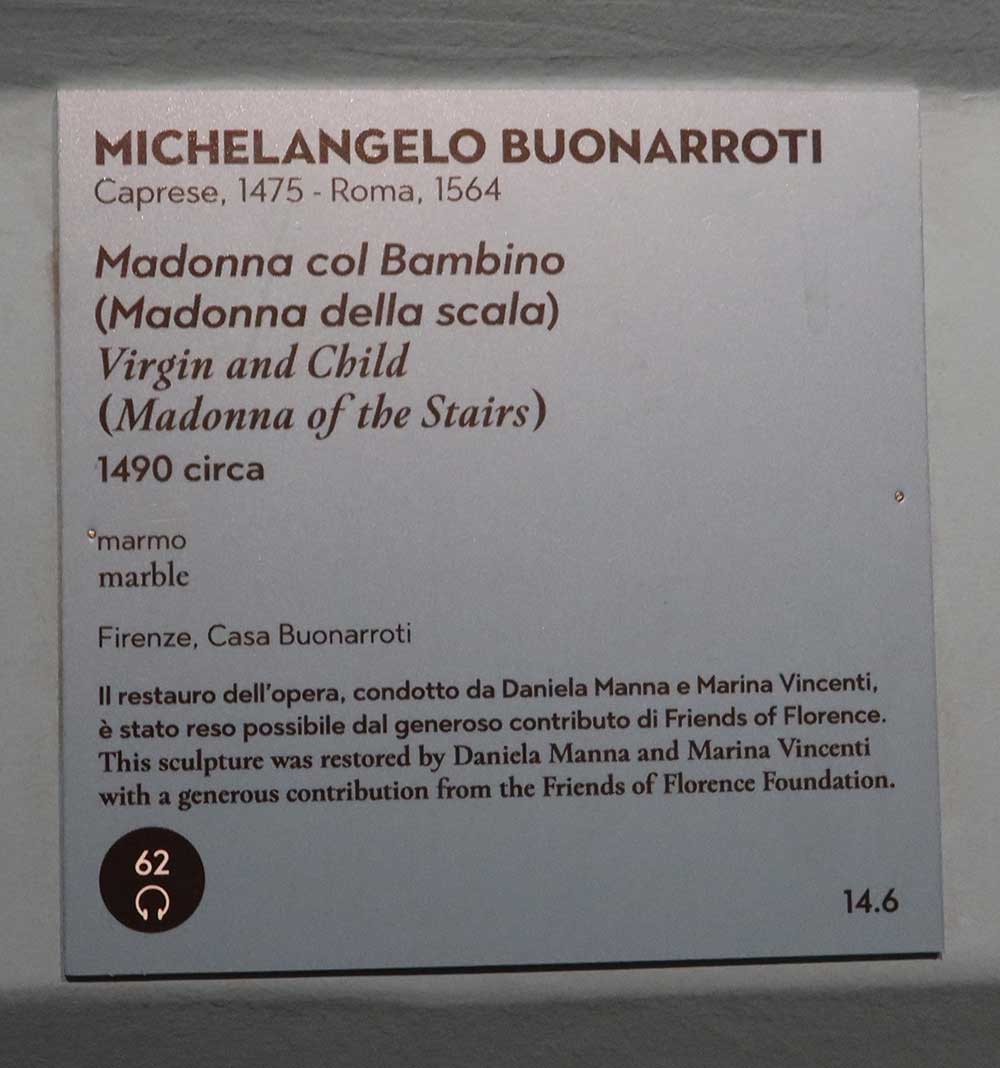 MICHELANGELO BUONARROTI
Caprese, 1475 - Roma, 1564
Madonna col Bambino
(Madonna della scala)
Virgin and Child
(Madonna of the Stairs)
1490 circa
marmo
marble
Firenze, Casa Buonarroti
Il restauro dell'opera, condotto da Daniela Manna e Marina Vincenti,
è stato reso possibile dal generoso contributo di Friends of Florence.
This sculpture was restored by Daniela Manna and Marina Vincenti
with a generous contribution from the Friends of Florence Foundation.
62
14.6